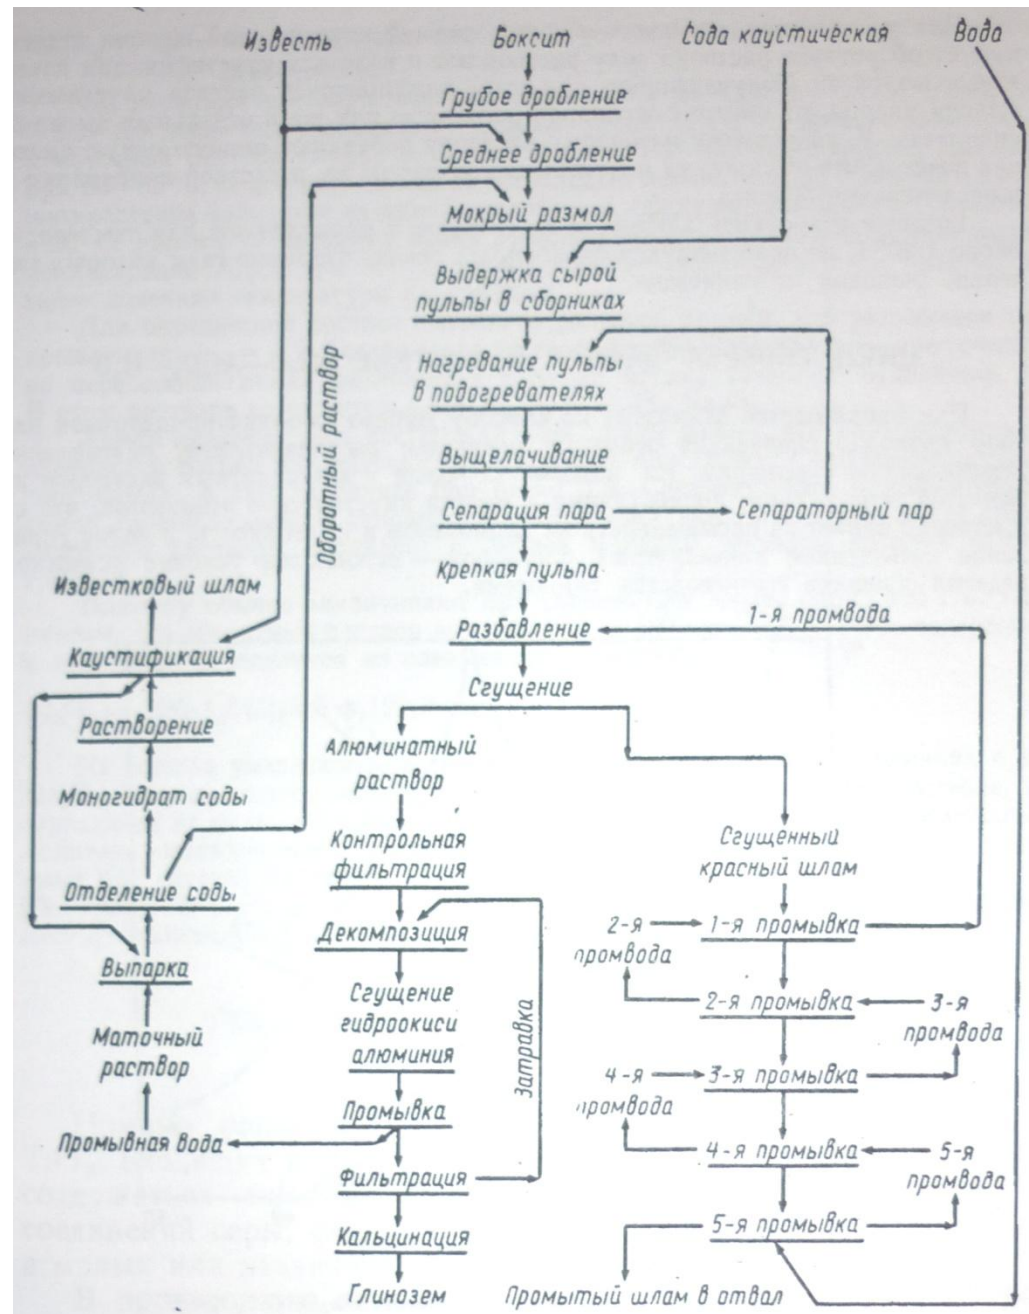 Известь
Боксит
Сода каустическая
Вода
Грубое дробление
Среднее дробление
Мокрый размол
Выдержка сырой
пульпы в сборниках
Нагревание пульпы
в подогревателях
Выщелачивание
Сепарация пара
Сепараторный пар
Крепкая пульпа
Оборатный раствор
1-я промвода
Разбавление
Сгущение
Известковый шлам
Каустификация
Растворение
Моногидрат соды
Отделение соды
Выпарка
Маточный
раствор
Промывная вода
Алюминатный
раствор
Контрольная
фильтрация
Декомпозиция
Сгущение
гидроокиси
алюминия
Промывка
Фильтрация
Кальцинация
Глинозем
Затравка
Сгущенный
красный шлам
1-я промывка
2-я
промвода
2-я промывка
3-я
промвода
3-я промывка
4-я
промвода
4-я промывка
5-я
промвода
5-я промывка
Промытый шлам в отвал